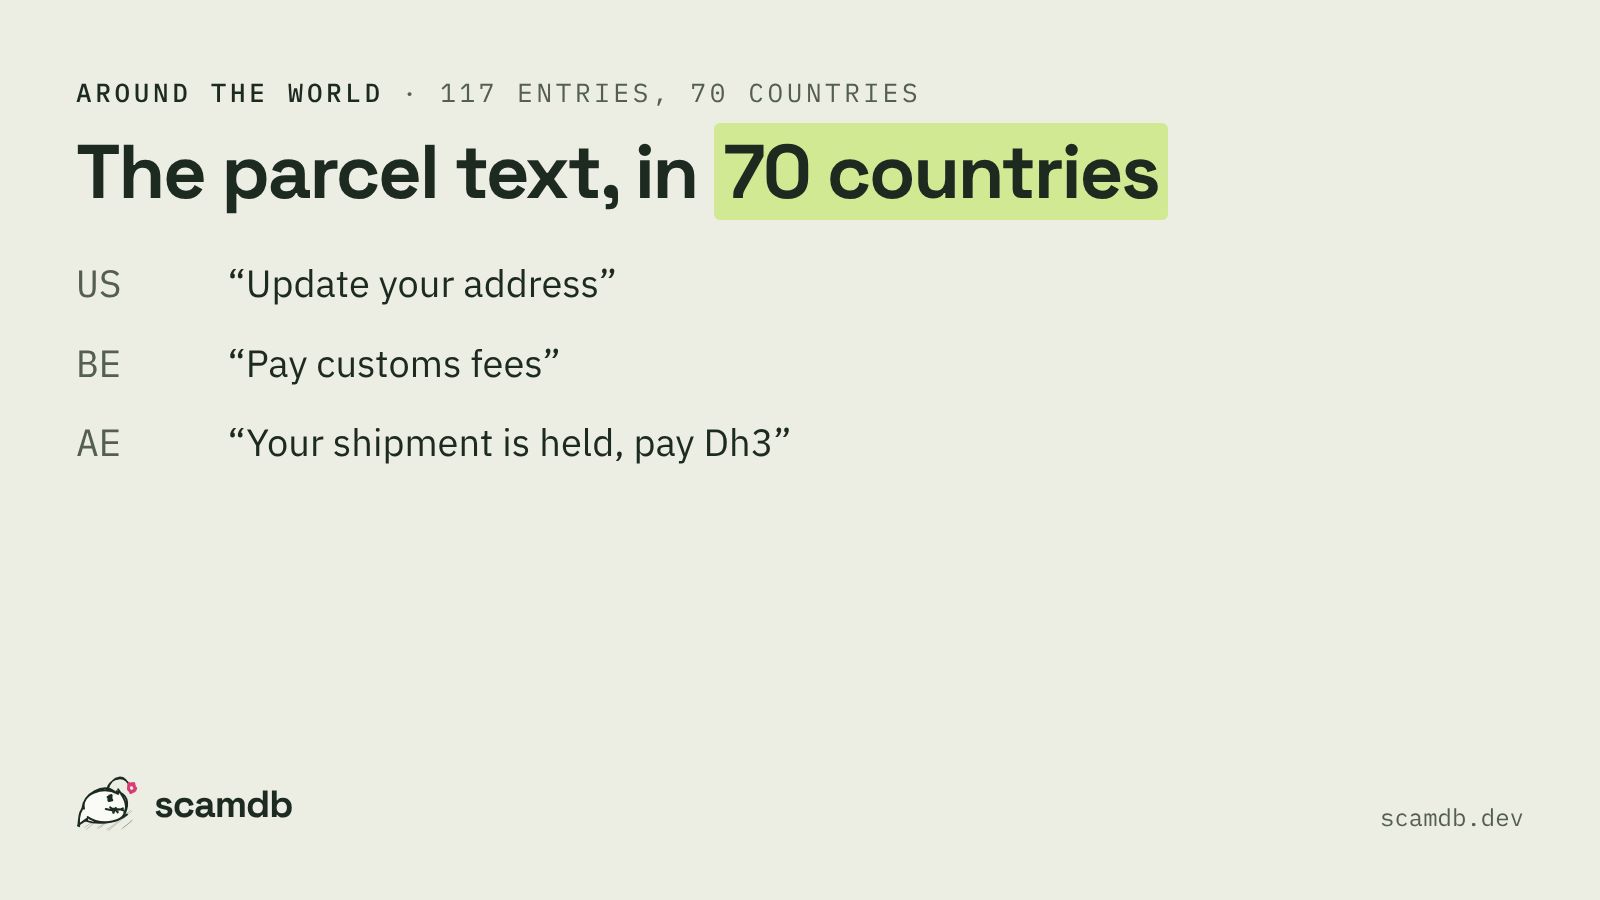 AROUND THE WORLD · 117 ENTRIES, 70 COUNTRIES
The parcel text, in 70 countries
US “Update your address”
BE “Pay customs fees”
AE “Your shipment is held, pay Dh3”
scamdb
scamdb.dev